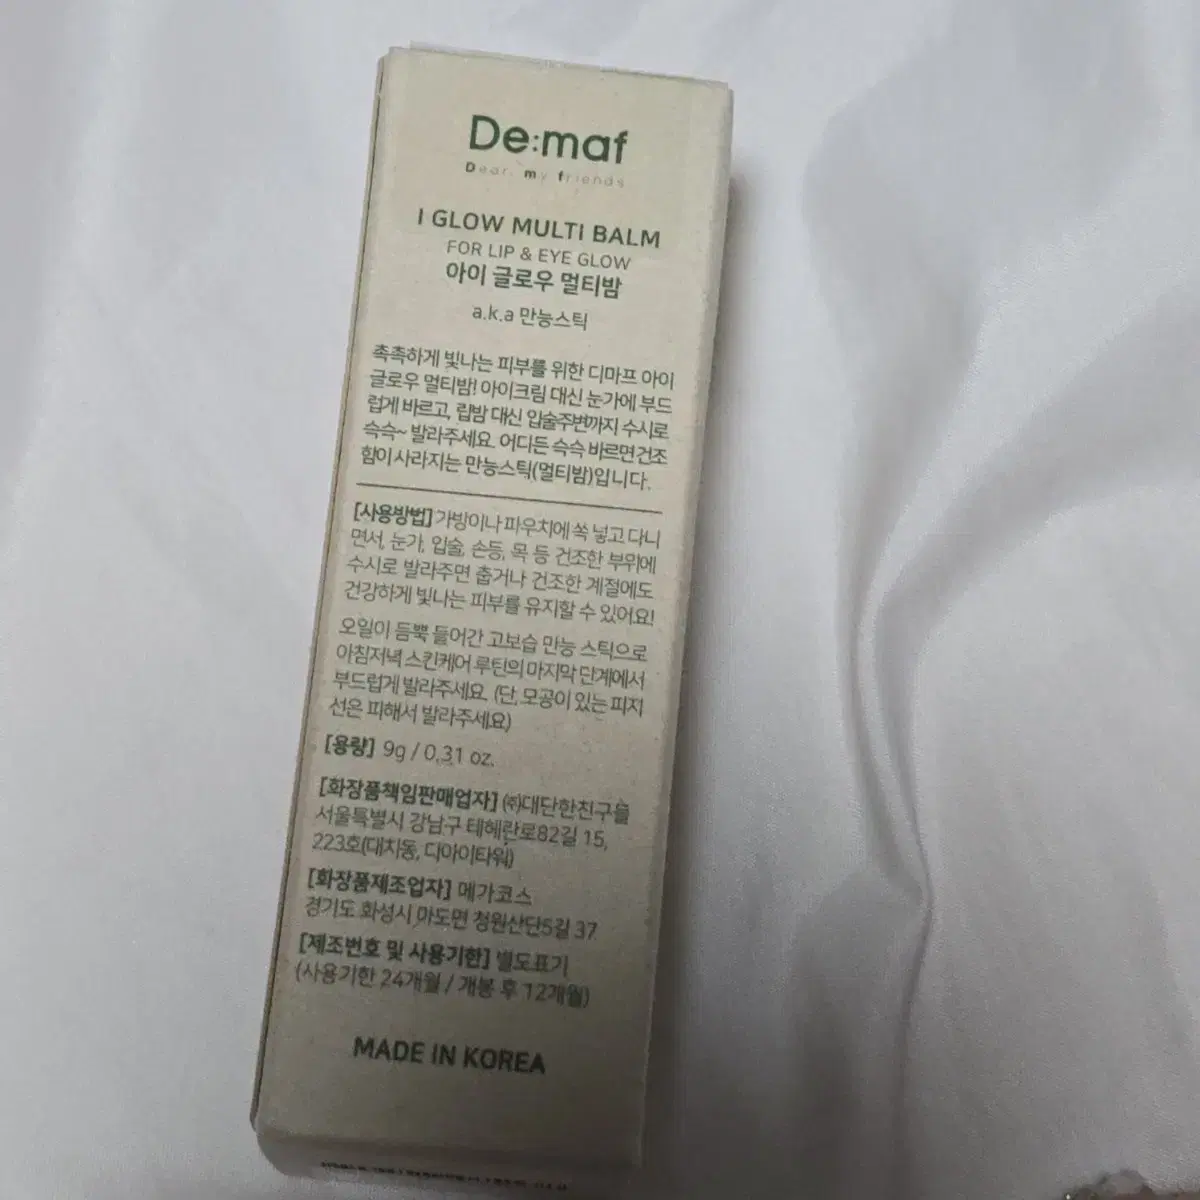 De:maf
Dear. my friends
I GLOW MULTI BALM
FOR LIP & EYE GLOW
아이 글로우 멀티밤
a.k.a 만능스틱
촉촉하게 빛나는 피부를 위한 디마프 아이
글로우 멀티밤! 아이크림 대신 눈가에 부드
럽게 바르고, 립밤 대신 입술주변까지 수시로
슥슥~ 발라주세요. 어디든 슥슥 바르면 건조
함이 사라지는 만능스틱(멀티밤)입니다.
[사용방법] 가방이나 파우치에 쏙 넣고 다니
면서, 눈가, 입술, 손등, 목 등 건조한 부위에
수시로 발라주면 춥거나 건조한 계절에도
건강하게 빛나는 피부를 유지할 수 있어요!
오일이 듬뿍 들어간 고보습 만능 스틱으로
아침저녁 스킨케어 루틴의 마지막 단계에서
부드럽게 발라주세요. (단, 모공이 있는 피지
선은 피해서 발라주세요)
[용량] 9g / 0.31 oz.
[화장품책임판매업자] ㈜대단한친구들
서울특별시 강남구 테헤란로82길 15,
223호(대치동, 디아이타워)
[화장품제조업자] 메가코스
경기도 화성시 마도면 청원산단5길 37
[제조번호 및 사용기한] 별도표기
(사용기한 24개월 / 개봉 후 12개월)
MADE IN KOREA